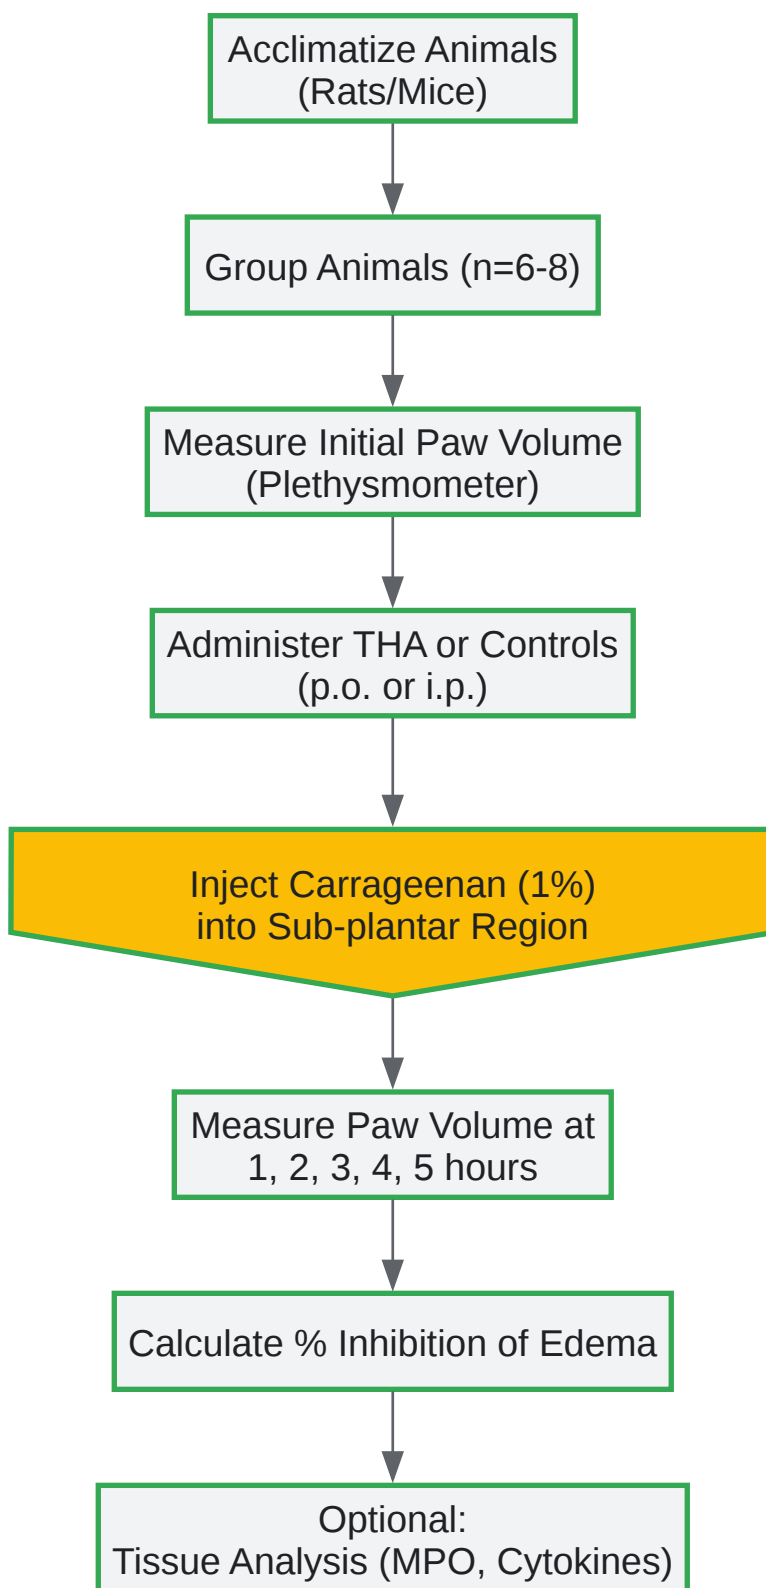 Acclimatize Animals
(Rats/Mice)
Group Animals (n=6-8)
Measure Initial Paw Volume
(Plethysmometer)
Administer THA or Controls
(p.o. or i.p.)
Inject Carrageenan (1%)
into Sub-plantar Region
Measure Paw Volume at
1, 2, 3, 4, 5 hours
Calculate % Inhibition of Edema
Optional:
Tissue Analysis (MPO, Cytokines)